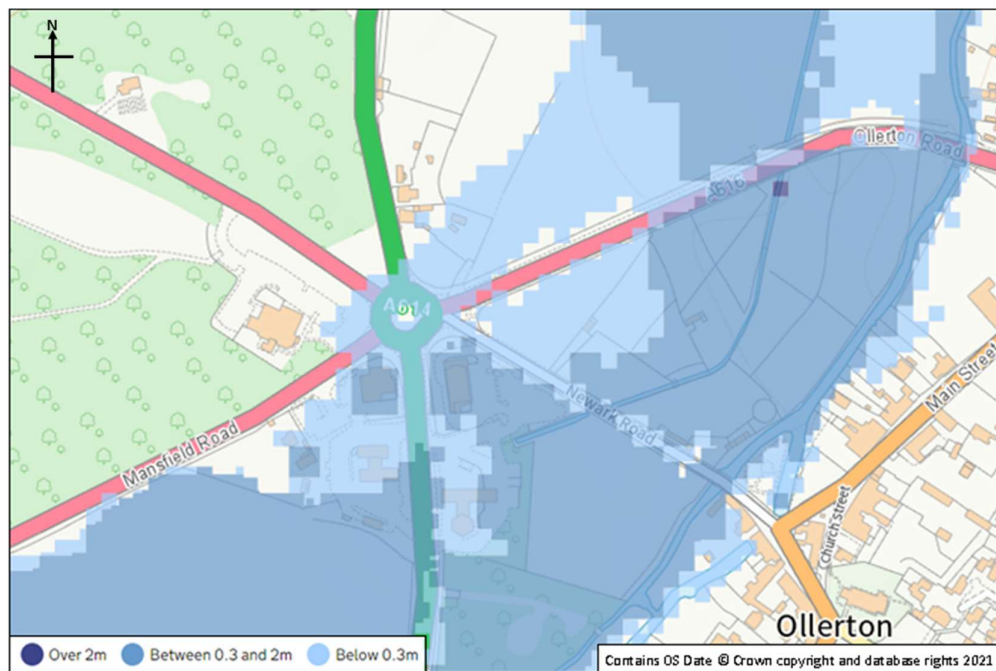 N
Ollerton Road
A616
A614
Newark Road
Main Street
Mansfield Road
Church Street
Ollerton
Over 2m
Between 0.3 and 2m
Below 0.3m
Contains OS Date © Crown copyright and database rights 2021